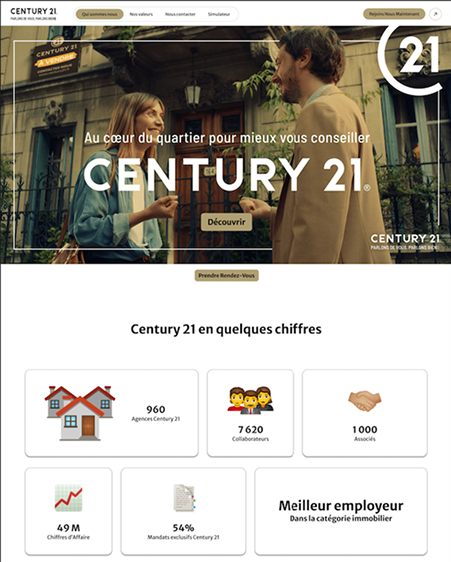 CENTURY 21.
PARLONS DE VOUS, PARLONS BIEN
Qui sommes-nous
Nos valeurs
Nous contacter
Simulateur
Rejoins-Nous Maintenant
CENTURY 21
À VENDRE
21
Au cœur du quartier pour mieux vous conseiller
CENTURY 21®
Découvrir
CENTURY 21
PARLONS DE VOUS, PARLONS BIEN
Prendre Rendez-Vous
Century 21 en quelques chiffres
960
Agences Century 21
7 620
Collaborateurs
1 000
Associés
49 M
Chiffres d'Affaire
54%
Mandats exclusifs Century 21
Meilleur employeur
Dans la catégorie immobilier